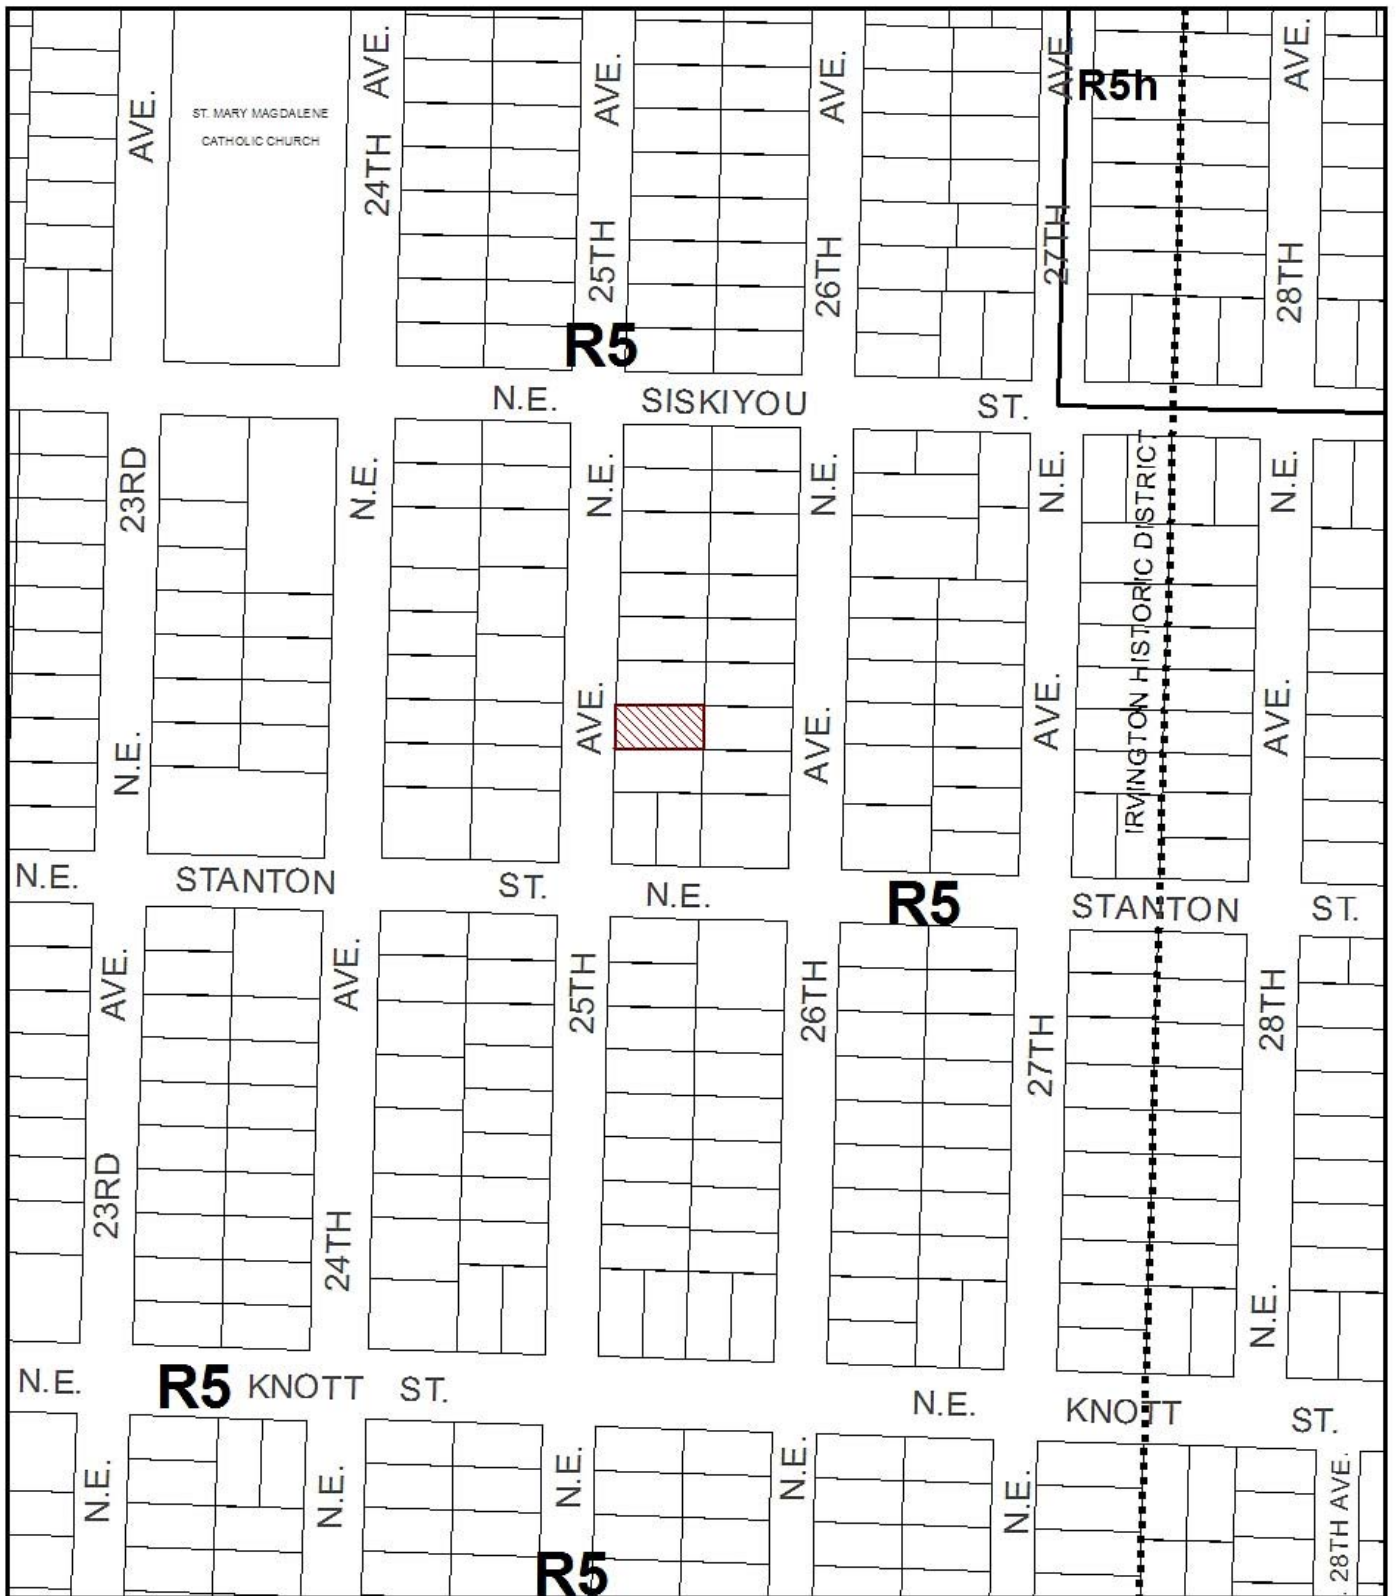 AVE.
ST. MARY MAGDALENE
CATHOLIC CHURCH
24TH AVE.
25TH AVE.
26TH AVE.
27TH AVE.
R5h
28TH AVE.
R5
N.E. SISKIYOU ST.
23RD
N.E.
N.E.
N.E.
N.E.
N.E.
N.E.
IRVINGTON HISTORIC DISTRICT
AVE.
AVE.
AVE.
AVE.
N.E. STANTON ST. N.E. R5 STANTON ST.
AVE.
AVE.
25TH
26TH
27TH
28TH
23RD
24TH
N.E.
N.E. R5 KNOTT ST. N.E. KNOTT ST.
N.E.
N.E.
N.E.
N.E.
N.E.
28TH AVE.
R5